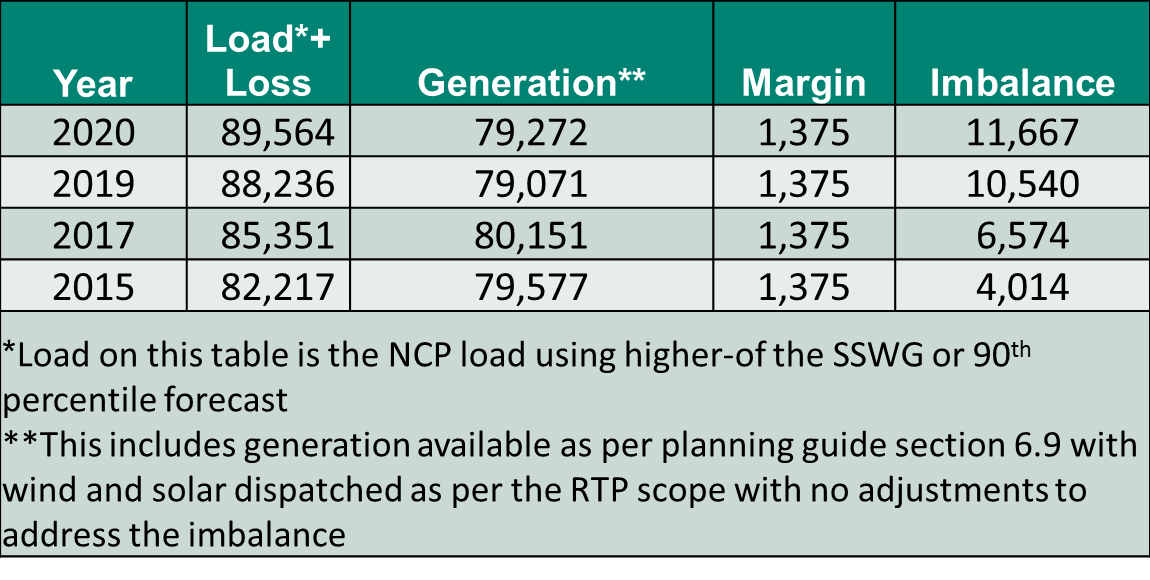 Year Load*+ Loss Generation** Margin Imbalance
2020 89,564 79,272 1,375 11,667
2019 88,236 79,071 1,375 10,540
2017 85,351 80,151 1,375 6,574
2015 82,217 79,577 1,375 4,014
*Load on this table is the NCP load using higher-of the SSWG or 90th
percentile forecast
**This includes generation available as per planning guide section 6.9 with
wind and solar dispatched as per the RTP scope with no adjustments to
address the imbalance